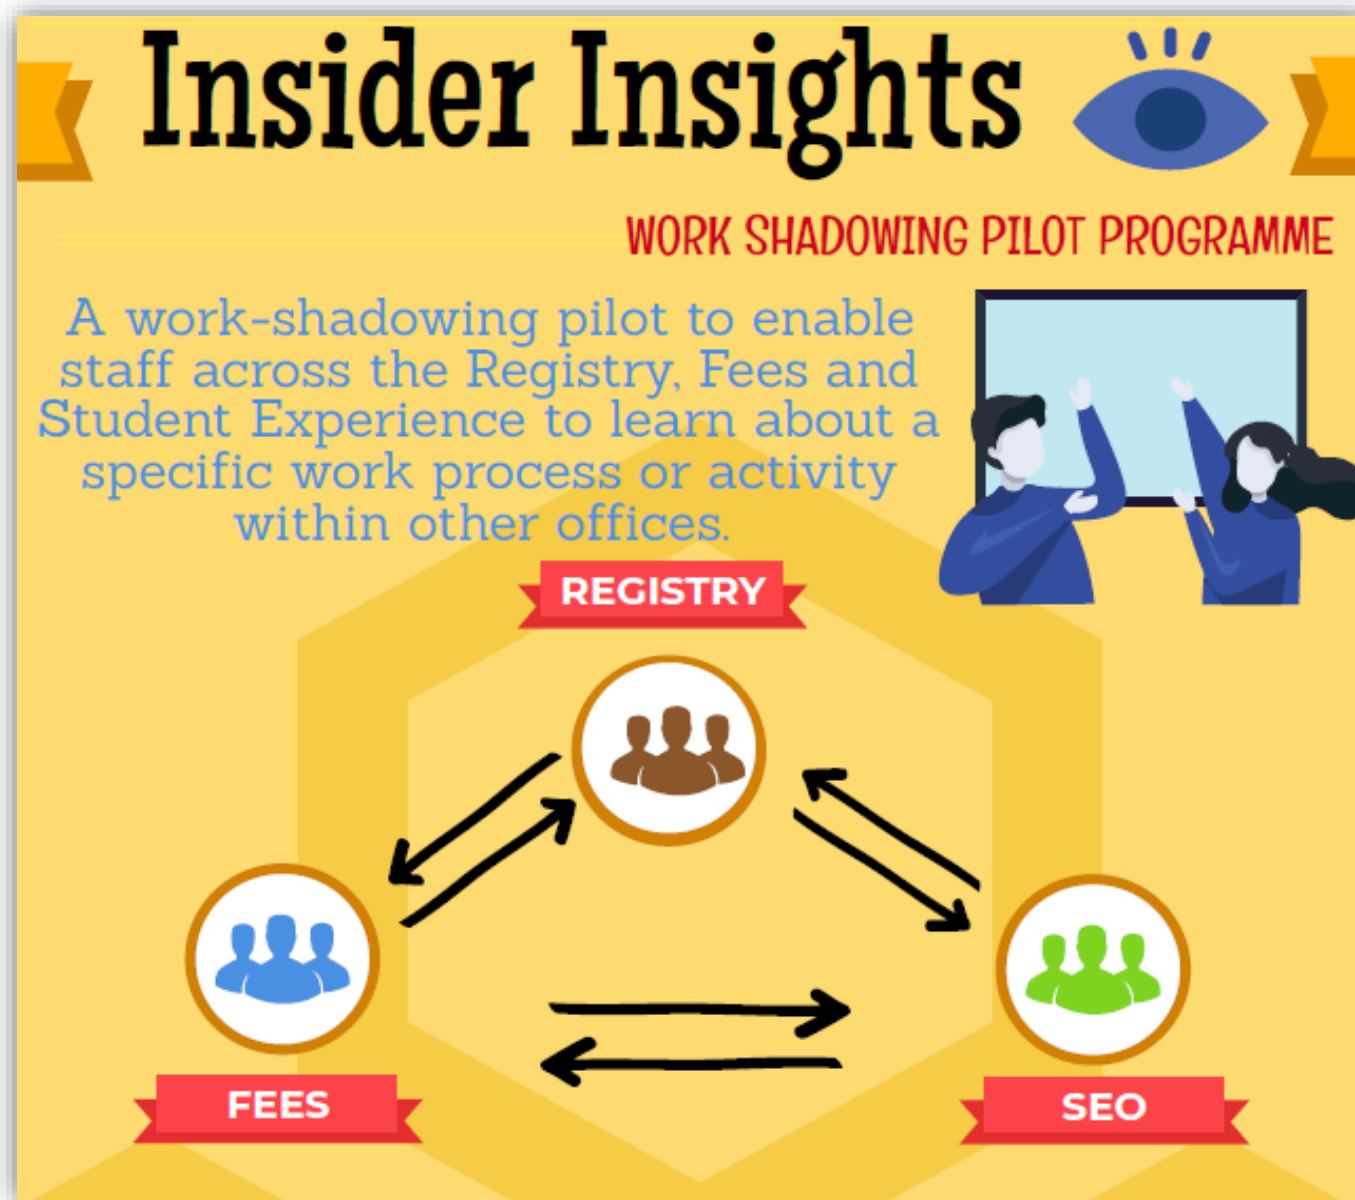 Insider Insights
WORK SHADOWING PILOT PROGRAMME
A work-shadowing pilot to enable
staff across the Registry, Fees and
Student Experience to learn about a
specific work process or activity
within other offices.
REGISTRY
FEES
SEO